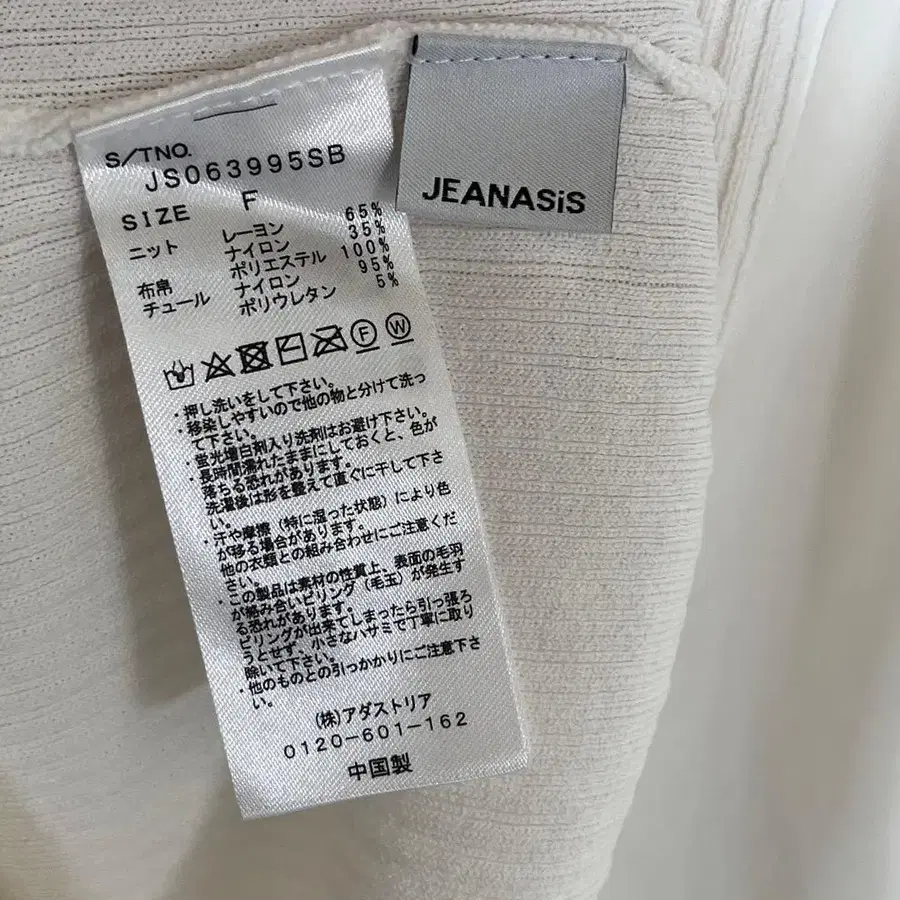 S/TNO.
JS063995SB
SIZE F
ニット レーヨン 65%
ナイロン 35%
布帛 ポリエステル 100%
チュール ナイロン 95%
ポリウレタン 5%
F W
・押し洗いをして下さい。
・移染しやすいので他の物と分けて洗っ
て下さい。
・蛍光増白剤入り洗剤はお避け下さい。
・長時間濡れたままにしておくと、色が
落ちる恐れがあります。
洗濯後は形を整えて直ぐに干して下さ
い。
・汗や摩擦（特に湿った状態）により色
が移る場合があります。
他の衣類との組み合わせにご注意くだ
さい。
・この製品は素材の性質上、表面の毛羽
が絡み合いピリング（毛玉）が発生す
る恐れがあります。
ピリングが出来てしまったら引っ張ろ
うとせず、小さなハサミで丁寧に取り
除いて下さい。
・他のものとの引っかかりにご注意下さ
い。
(株)アダストリア
0120-601-162
中国製
JEANASiS